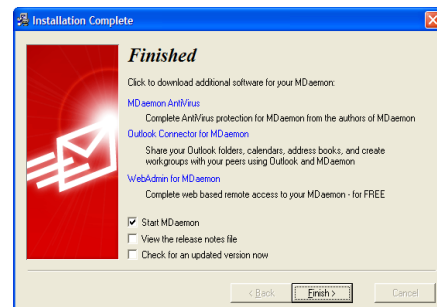 Installation Complete
Finished
Click to download additional software for your MDaemon:
MDaemon AntiVirus
Complete AntiVirus protection for MDaemon from the authors of MDaemon
Outlook Connector for MDaemon
Share your Outlook folders, calendars, address books, and create
workgroups with your peers using Outlook and MDaemon
WebAdmin for MDaemon
Complete web based remote access to your MDaemon - for FREE
Start MDaemon
View the release notes file
Check for an updated version now
< Back
Finish >
Cancel